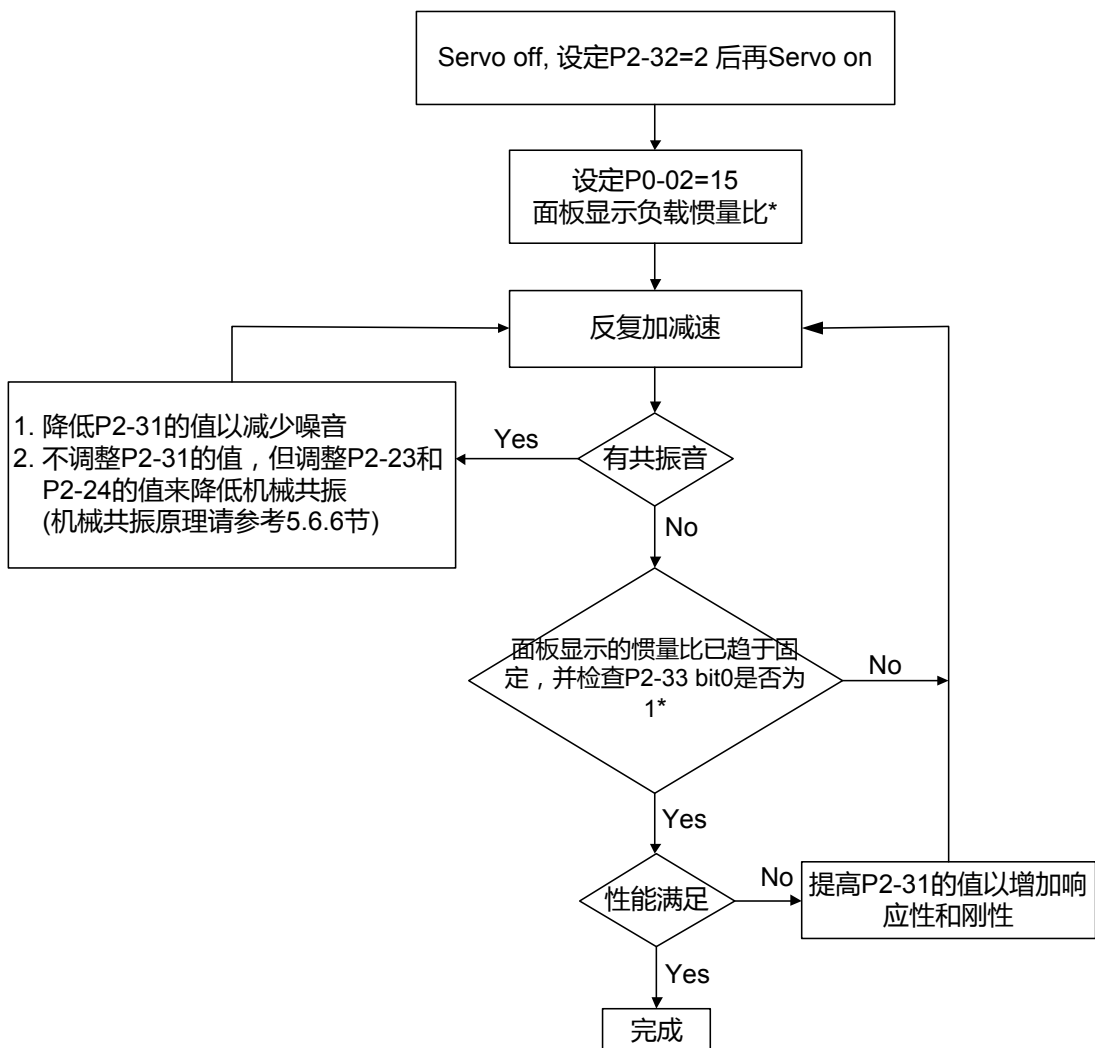 Servo off, 设定P2-32=2 后再Servo on
设定P0-02=15
面板显示负载惯量比*
反复加减速
1. 降低P2-31的值以减少噪音
2. 不调整P2-31的值，但调整P2-23和
P2-24的值来降低机械共振
(机械共振原理请参考5.6.6节)
Yes
有共振音
No
面板显示的惯量比已趋于固
定，并检查P2-33 bit0是否为
1*
No
Yes
性能满足
No
提高P2-31的值以增加响
应性和刚性
Yes
完成